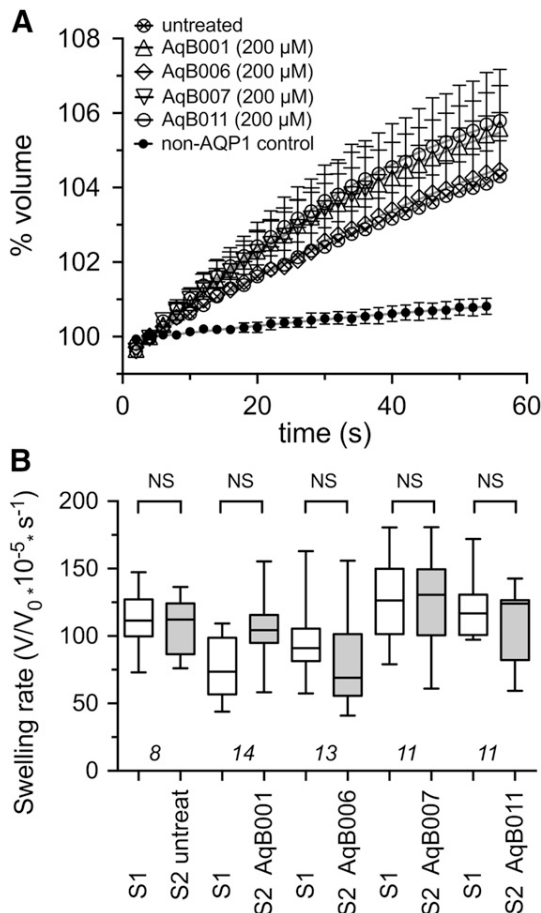 A
108
106
104
102
100
% volume
untreated
AqB001 (200 µM)
AqB006 (200 µM)
AqB007 (200 µM)
AqB011 (200 µM)
non-AQP1 control
0 20 40 60
time (s)
B
NS NS NS NS NS
200
150
100
50
0
Swelling rate (V/V0*10-5*s-1)
8 14 13 11 11
S1
S2 untreat
S1
S2 AqB001
S1
S2 AqB006
S1
S2 AqB007
S1
S2 AqB011